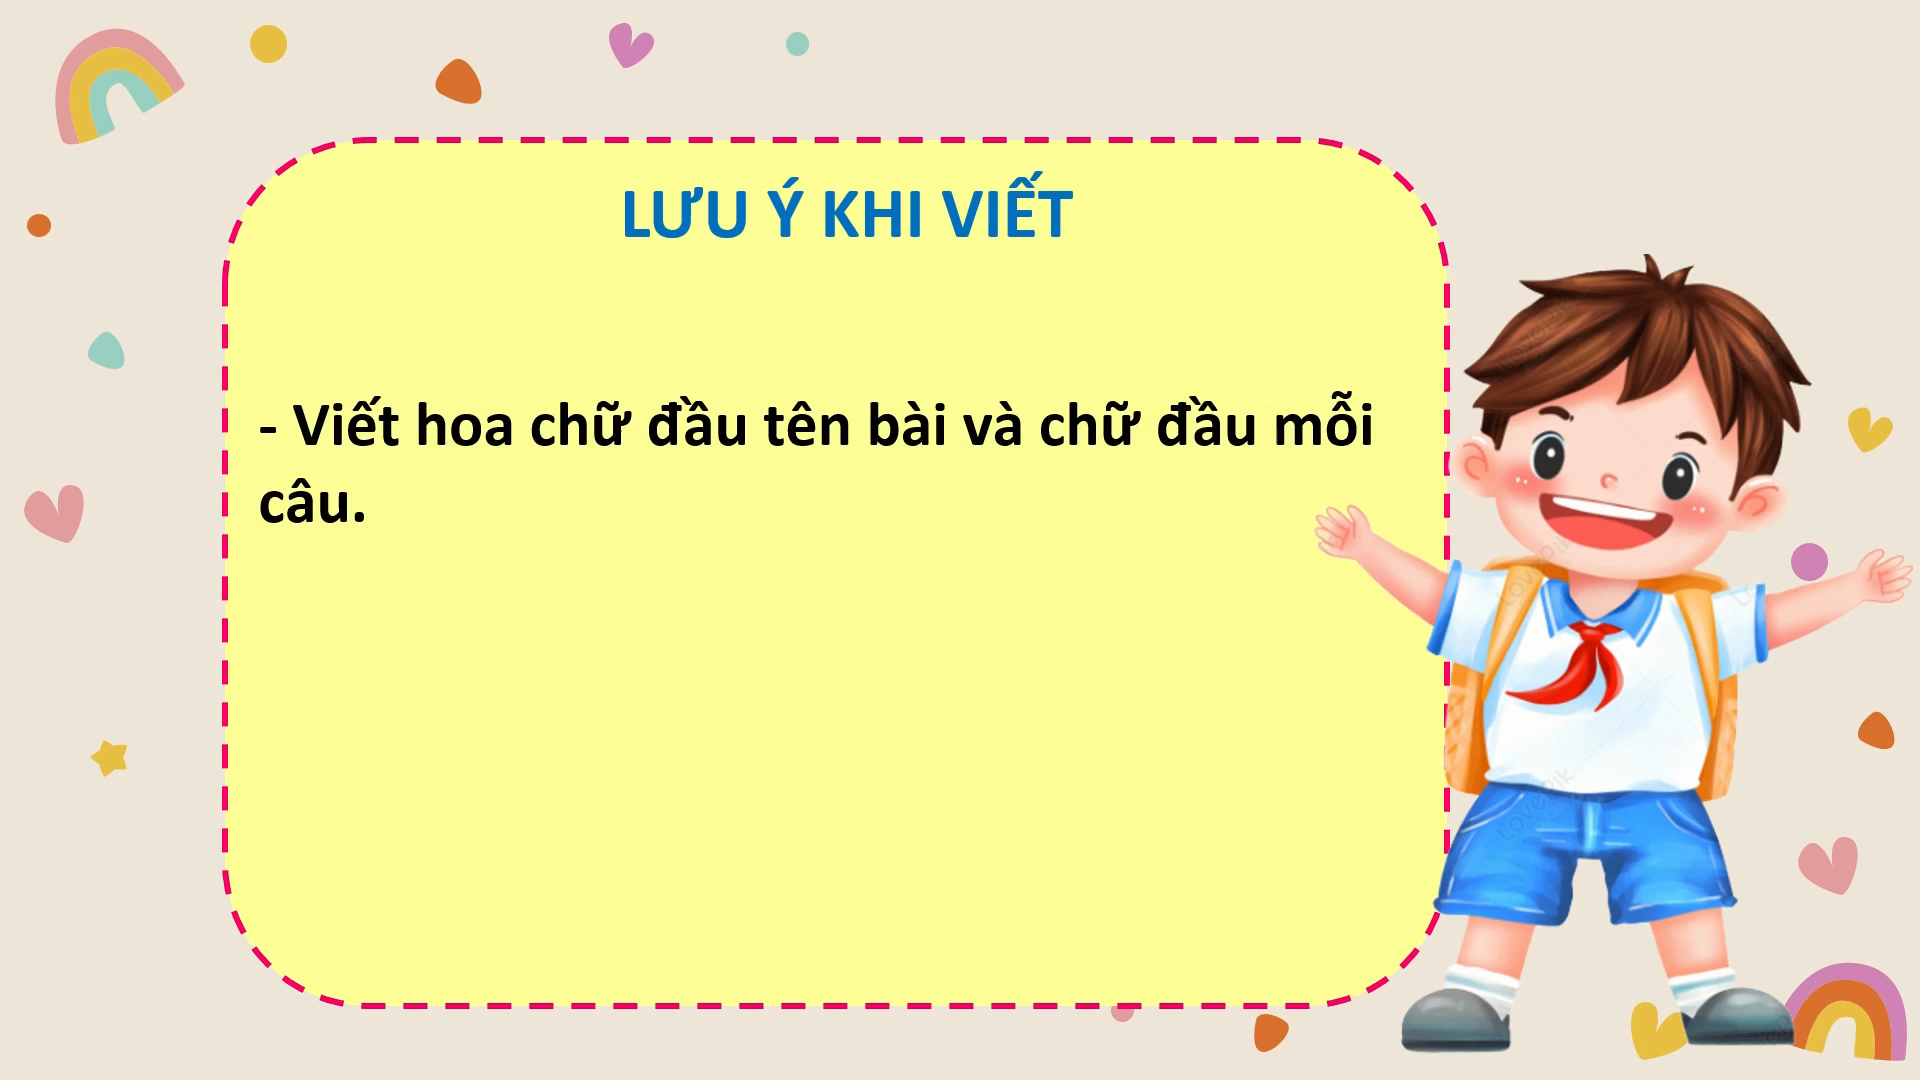 LƯU Ý KHI VIẾT
- Viết hoa chữ đầu tên bài và chữ đầu mỗi
câu.